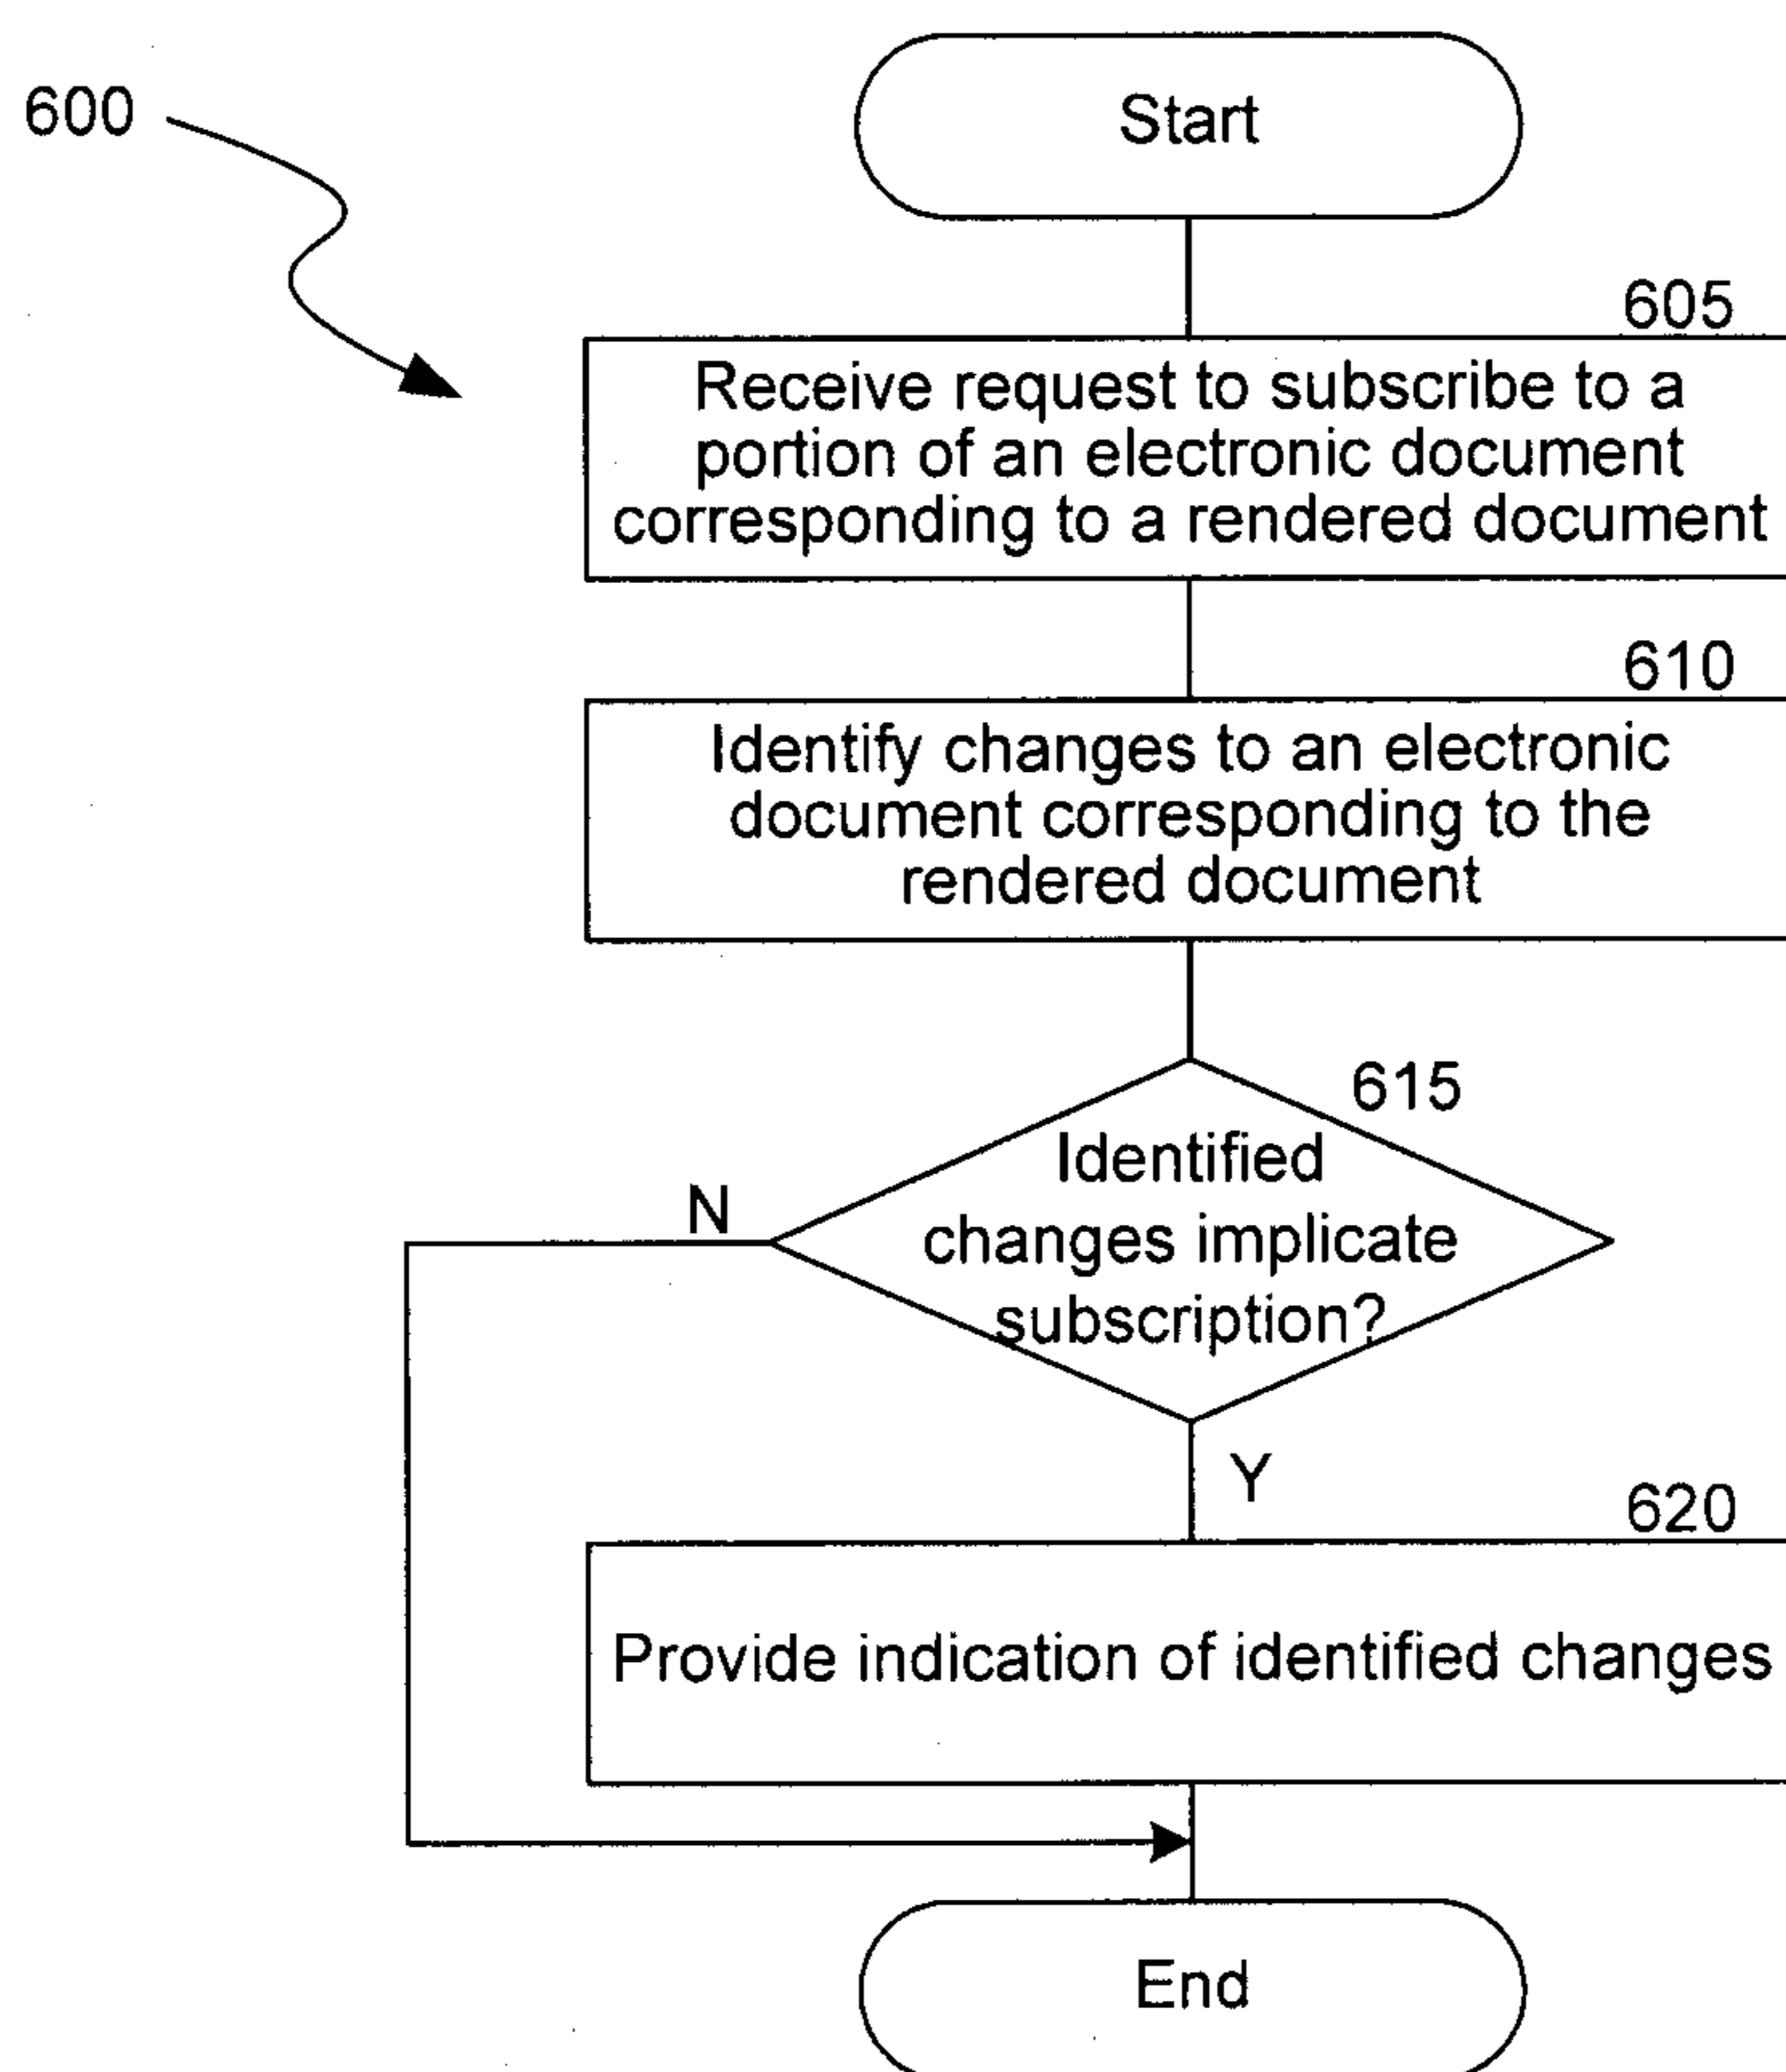 600
Start
605
Receive request to subscribe to a
portion of an electronic document
corresponding to a rendered document
610
Identify changes to an electronic
document corresponding to the
rendered document
615
Identified
changes implicate
subscription?
N
Y
620
Provide indication of identified changes
End